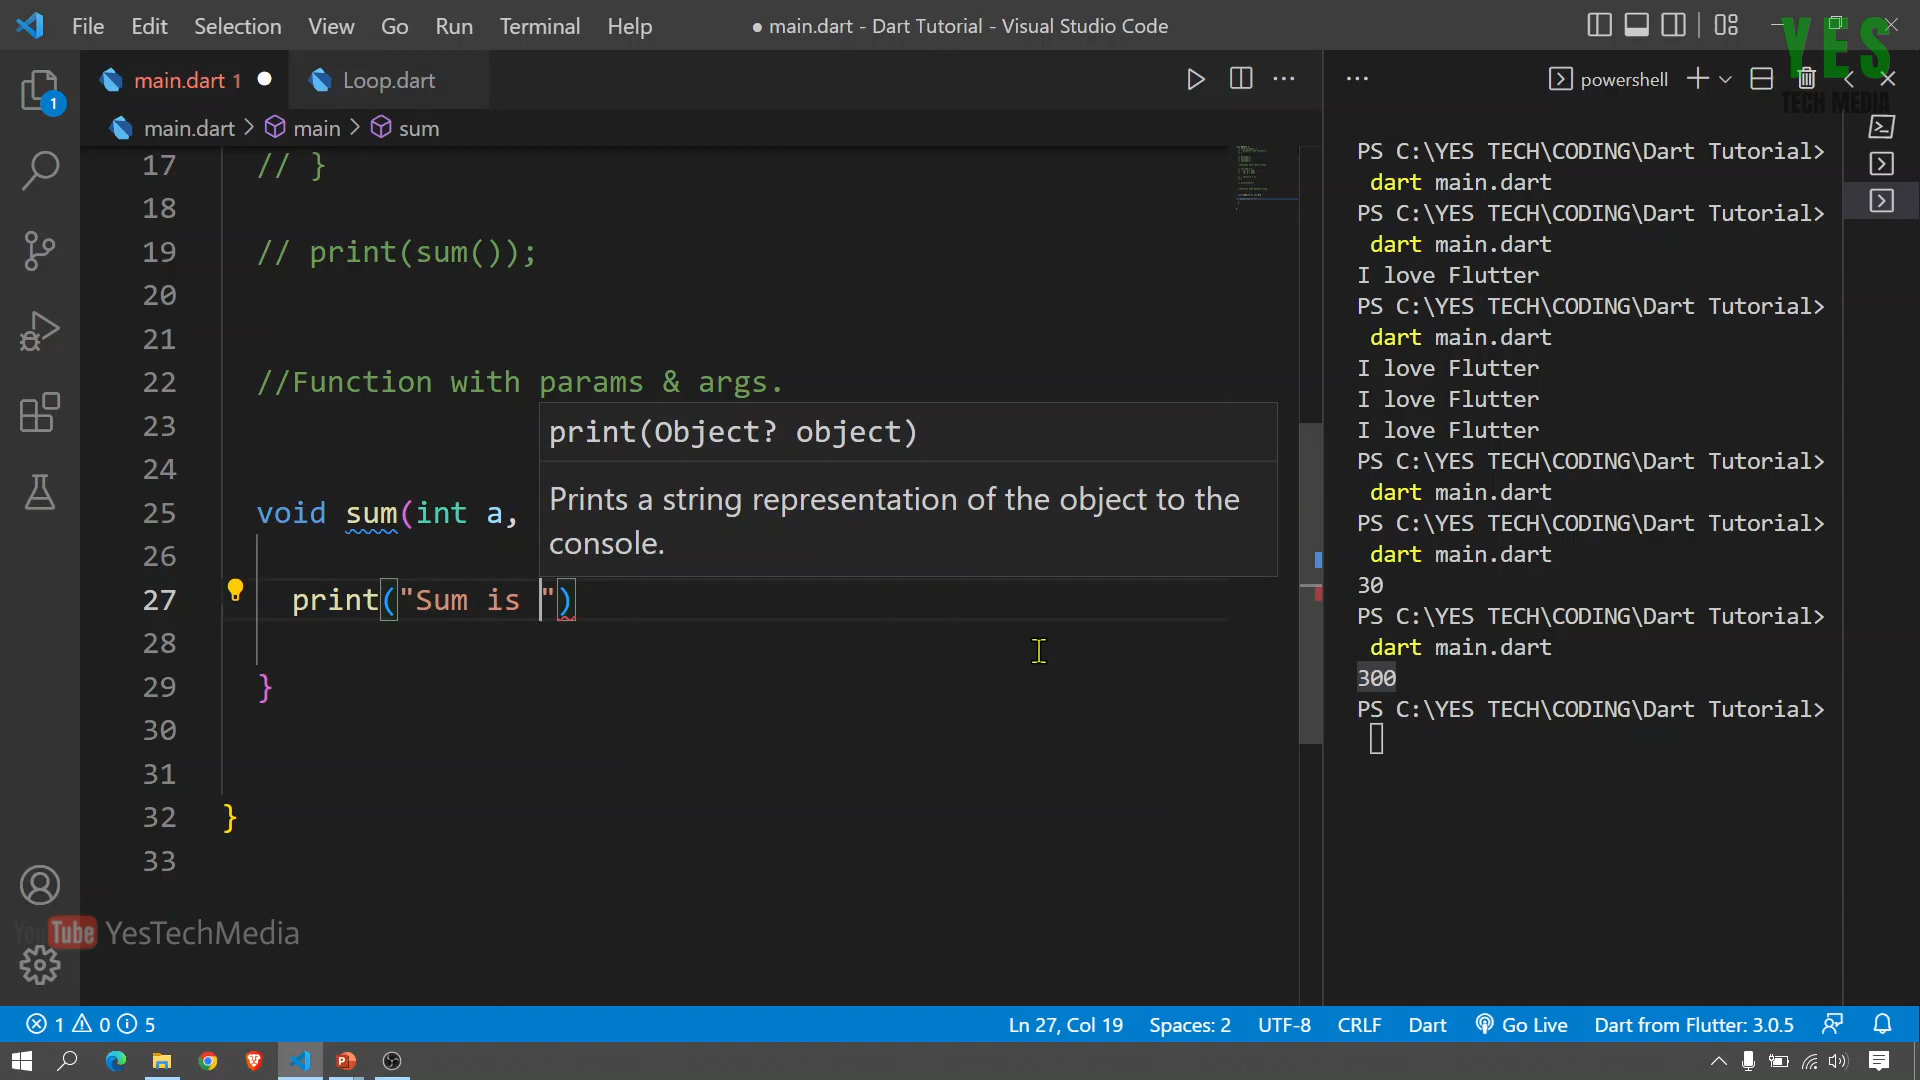 File Edit Selection View Go Run Terminal Help
● main.dart - Dart Tutorial - Visual Studio Code
YES
TECH MEDIA
main.dart 1 ●
Loop.dart
main.dart > main > sum
17 // }
18
19 // print(sum());
20
21
22 //Function with params & args.
23
24
25 void sum(int a,
26
27 print("Sum is ")
28
29 }
30
31
32 }
33
print(Object? object)
Prints a string representation of the object to the
console.
powershell
PS C:\YES TECH\CODING\Dart Tutorial>
dart main.dart
PS C:\YES TECH\CODING\Dart Tutorial>
dart main.dart
I love Flutter
PS C:\YES TECH\CODING\Dart Tutorial>
dart main.dart
I love Flutter
I love Flutter
I love Flutter
PS C:\YES TECH\CODING\Dart Tutorial>
dart main.dart
PS C:\YES TECH\CODING\Dart Tutorial>
dart main.dart
30
PS C:\YES TECH\CODING\Dart Tutorial>
dart main.dart
300
PS C:\YES TECH\CODING\Dart Tutorial>
1
YouTube YesTechMedia
1 0 5
Ln 27, Col 19 Spaces: 2 UTF-8 CRLF Dart Go Live Dart from Flutter: 3.0.5